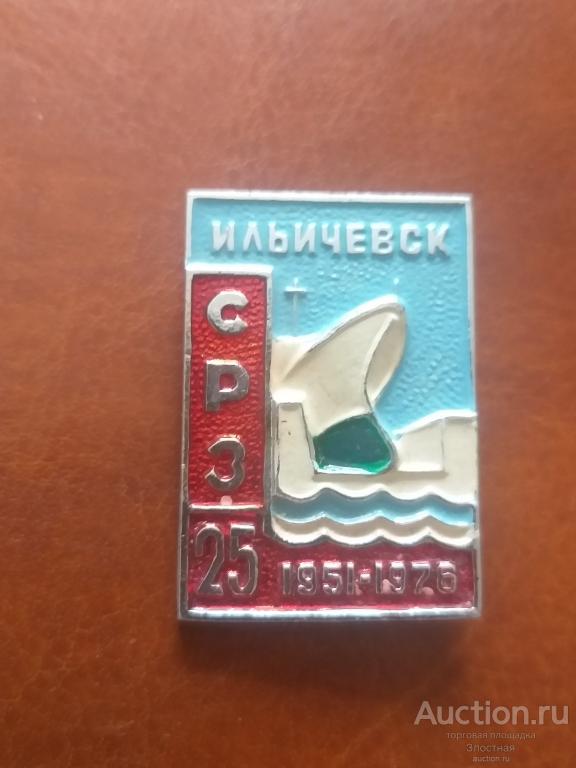 ИЛЬИЧЕВСК
С
Р
З
25
1951-1976
Auction.ru
торговая площадка
Злостная
auction.ru